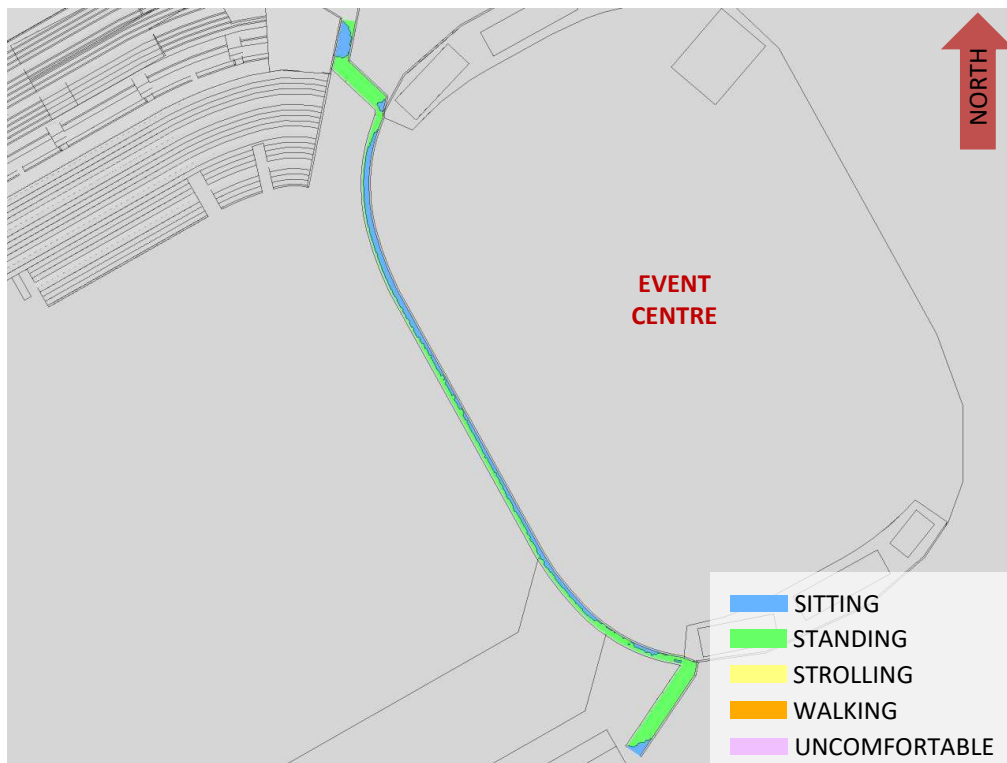 NORTH
EVENT
CENTRE
SITTING
STANDING
STROLLING
WALKING
UNCOMFORTABLE